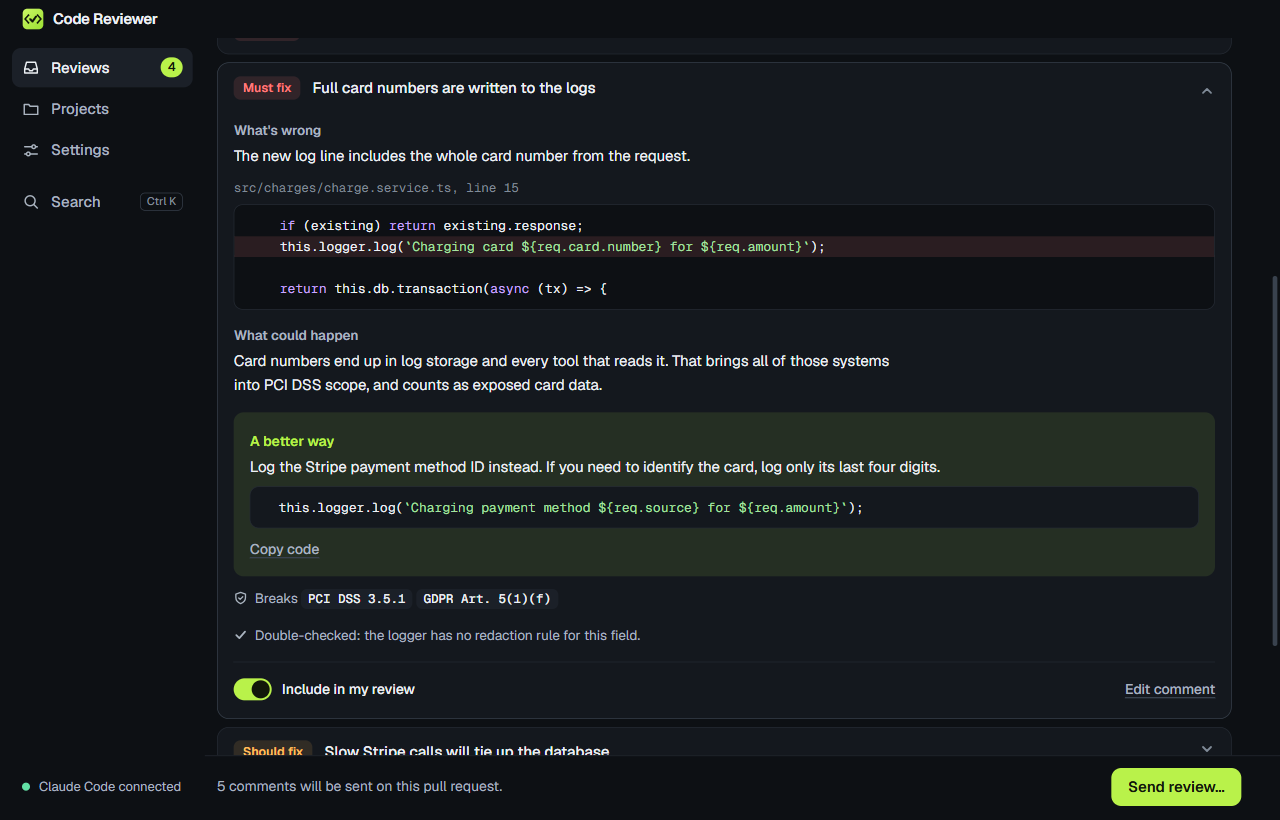 Code Reviewer
Reviews 4
Projects
Settings
Search Ctrl K
Must fix Full card numbers are written to the logs
What's wrong
The new log line includes the whole card number from the request.
src/charges/charge.service.ts, line 15
if (existing) return existing.response;
this.logger.log(`Charging card ${req.card.number} for ${req.amount}`);
return this.db.transaction(async (tx) => {
What could happen
Card numbers end up in log storage and every tool that reads it. That brings all of those systems
into PCI DSS scope, and counts as exposed card data.
A better way
Log the Stripe payment method ID instead. If you need to identify the card, log only its last four digits.
this.logger.log(`Charging payment method ${req.source} for ${req.amount}`);
Copy code
Breaks PCI DSS 3.5.1 GDPR Art. 5(1)(f)
Double-checked: the logger has no redaction rule for this field.
Include in my review Edit comment
Should fix Slow Stripe calls will tie up the database
Claude Code connected 5 comments will be sent on this pull request. Send review…